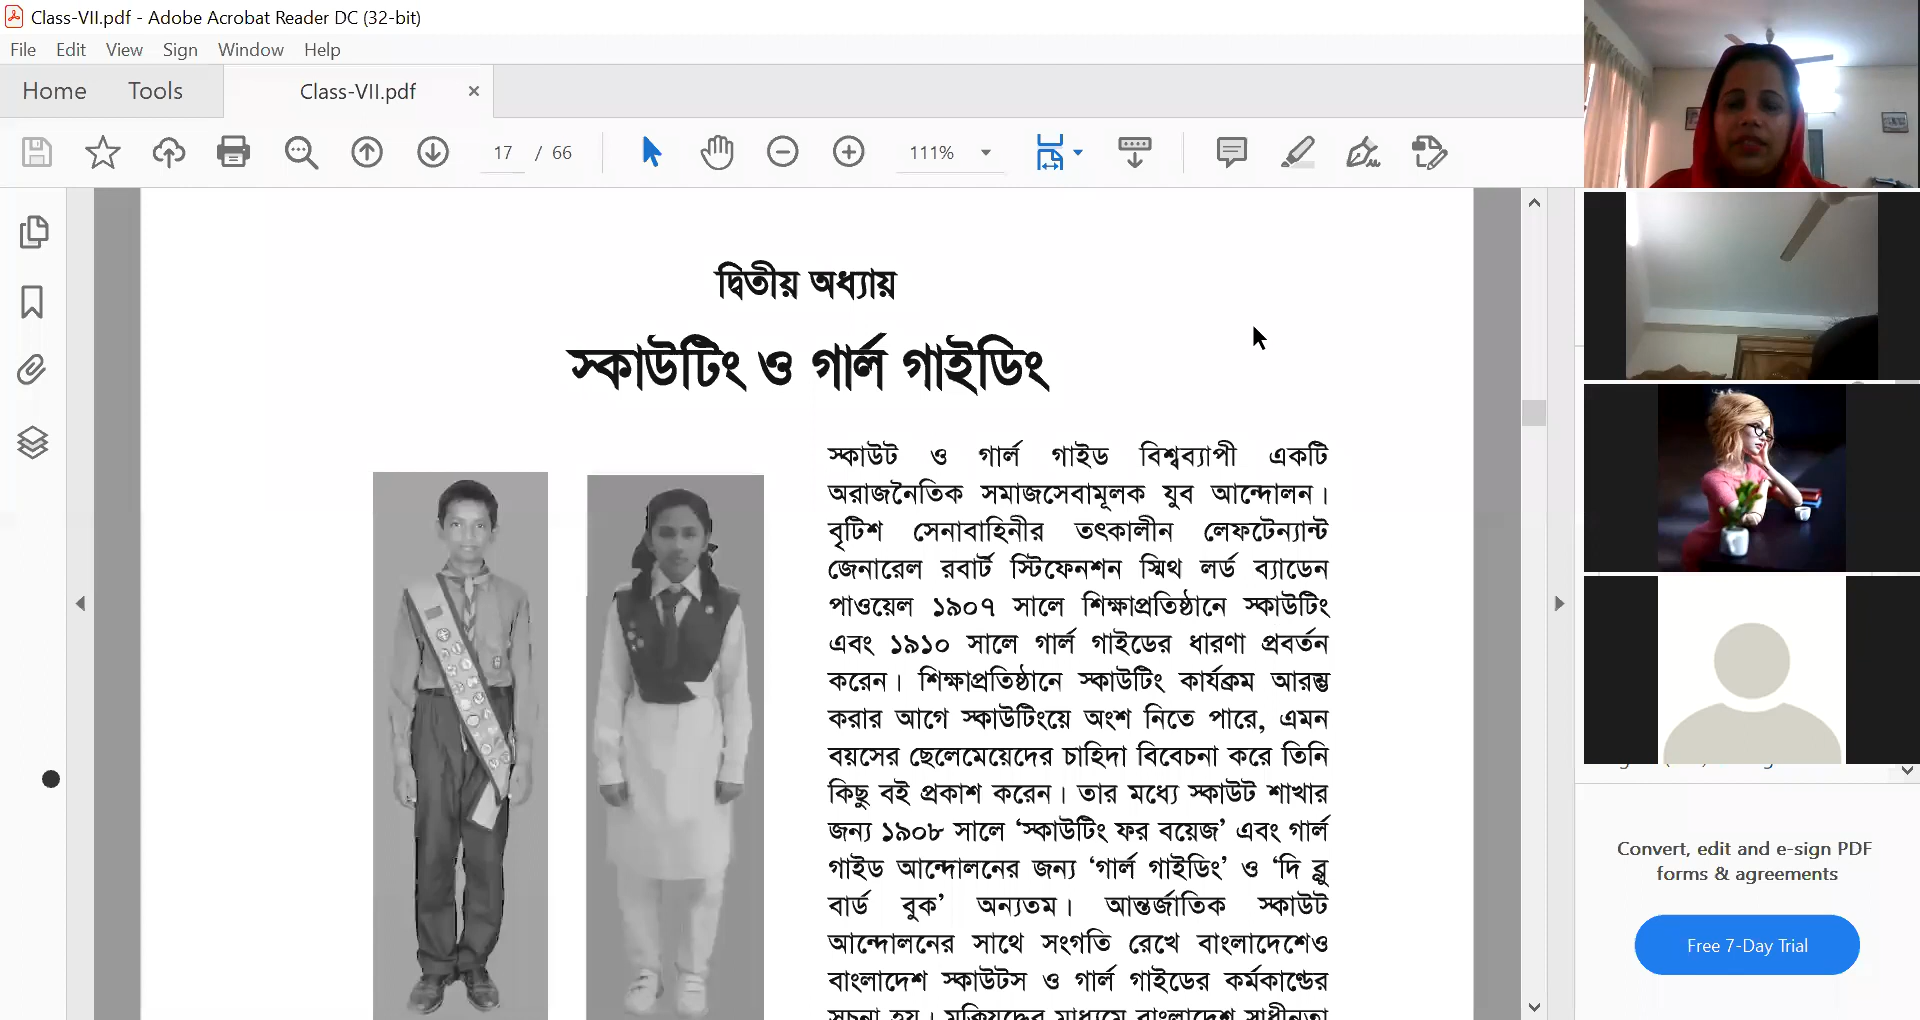 Class-VII.pdf - Adobe Acrobat Reader DC (32-bit)
File Edit View Sign Window Help
Home Tools Class-VII.pdf ×
17 / 66 111%
দ্বিতীয় অধ্যায়
স্কাউটিং ও গার্ল গাইডিং
স্কাউট ও গার্ল গাইড বিশ্বব্যাপী একটি
অরাজনৈতিক সমাজসেবামূলক যুব আন্দোলন।
বৃটিশ সেনাবাহিনীর তৎকালীন লেফটেন্যান্ট
জেনারেল রবার্ট স্টিফেনশন স্মিথ লর্ড ব্যাডেন
পাওয়েল ১৯০৭ সালে শিক্ষাপ্রতিষ্ঠানে স্কাউটিং
এবং ১৯১০ সালে গার্ল গাইডের ধারণা প্রবর্তন
করেন। শিক্ষাপ্রতিষ্ঠানে স্কাউটিং কার্যক্রম আরম্ভ
করার আগে স্কাউটিংয়ে অংশ নিতে পারে, এমন
বয়সের ছেলেমেয়েদের চাহিদা বিবেচনা করে তিনি
কিছু বই প্রকাশ করেন। তার মধ্যে স্কাউট শাখার
জন্য ১৯০৮ সালে ‘স্কাউটিং ফর বয়েজ’ এবং গার্ল
গাইড আন্দোলনের জন্য ‘গার্ল গাইডিং’ ও ‘দি ব্লু
বার্ড বুক’ অন্যতম। আন্তর্জাতিক স্কাউট
আন্দোলনের সাথে সংগতি রেখে বাংলাদেশেও
বাংলাদেশ স্কাউটস ও গার্ল গাইডের কর্মকাণ্ডের
সূচনা হয়। মুক্তিযুদ্ধের মাধ্যমে বাংলাদেশ স্বাধীনতা
Convert, edit and e-sign PDF
forms & agreements
Free 7-Day Trial